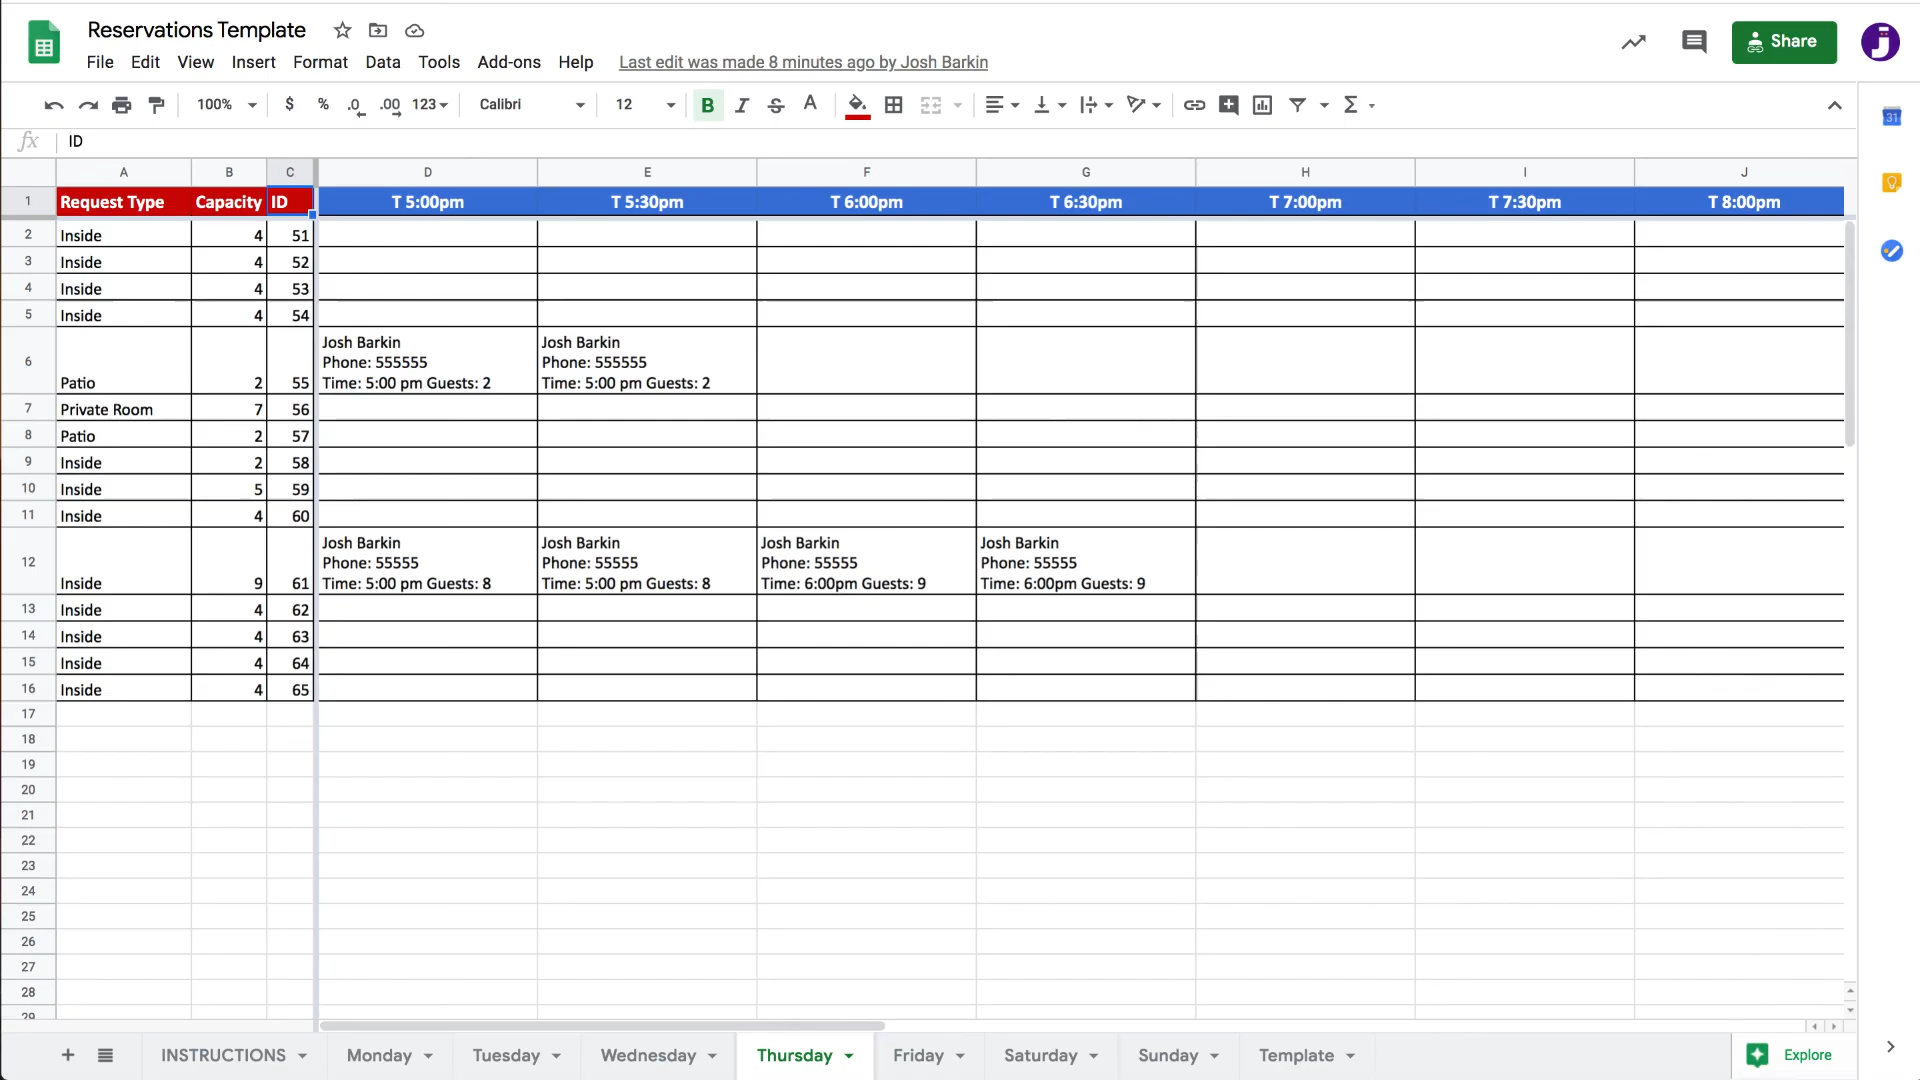 Reservations Template
File Edit View Insert Format Data Tools Add-ons Help Last edit was made 8 minutes ago by Josh Barkin
Share
100% $ % .0 .00 123 Calibri 12 B I S A Σ
31
fx ID
A B C D E F G H I J
1 Request Type Capacity ID T 5:00pm T 5:30pm T 6:00pm T 6:30pm T 7:00pm T 7:30pm T 8:00pm
2 Inside 4 51
3 Inside 4 52
4 Inside 4 53
5 Inside 4 54
Josh Barkin Josh Barkin
6 Phone: 555555 Phone: 555555
Patio 2 55 Time: 5:00 pm Guests: 2 Time: 5:00 pm Guests: 2
7 Private Room 7 56
8 Patio 2 57
9 Inside 2 58
10 Inside 5 59
11 Inside 4 60
Josh Barkin Josh Barkin Josh Barkin Josh Barkin
12 Phone: 55555 Phone: 55555 Phone: 55555 Phone: 55555
Inside 9 61 Time: 5:00 pm Guests: 8 Time: 5:00 pm Guests: 8 Time: 6:00pm Guests: 9 Time: 6:00pm Guests: 9
13 Inside 4 62
14 Inside 4 63
15 Inside 4 64
16 Inside 4 65
17
18
19
20
21
22
23
24
25
26
27
28
29
INSTRUCTIONS Monday Tuesday Wednesday Thursday Friday Saturday Sunday Template Explore